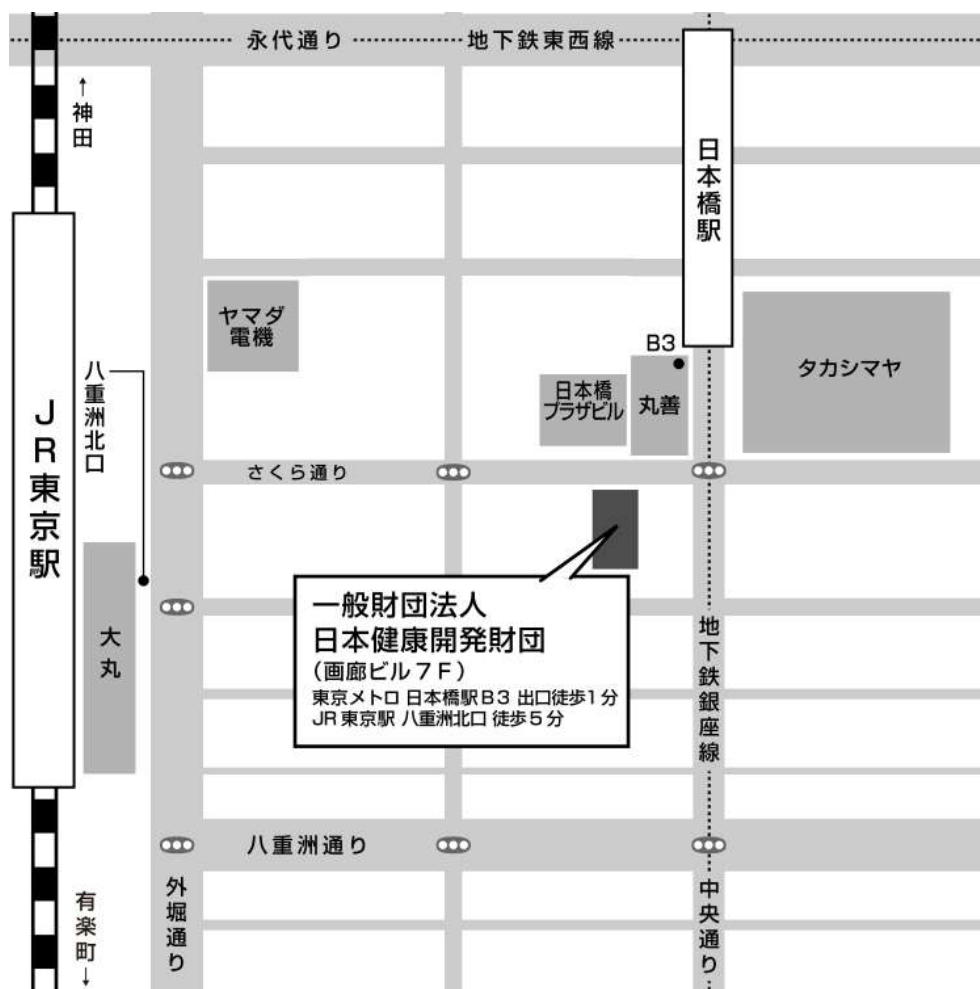 永代通り
地下鉄東西線
↑神田
日本橋駅
ヤマダ
電機
B3
タカシマヤ
八重洲北口
日本橋
プラザビル
丸善
JR東京駅
さくら通り
大丸
一般財団法人
日本健康開発財団
(画廊ビル7F)
東京メトロ 日本橋駅B3 出口徒歩1分
JR東京駅 八重洲北口 徒歩5分
地下鉄銀座線
八重洲通り
有楽町↓
外堀通り
中央通り